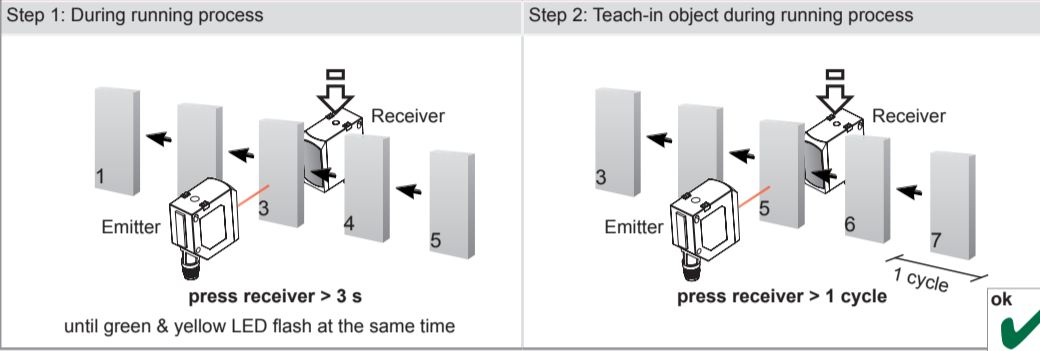 Step 1: During running process
Receiver
1
3
4
5
Emitter
press receiver > 3 s
until green & yellow LED flash at the same time
Step 2: Teach-in object during running process
Receiver
3
5
6
7
Emitter
1 cycle
press receiver > 1 cycle
ok